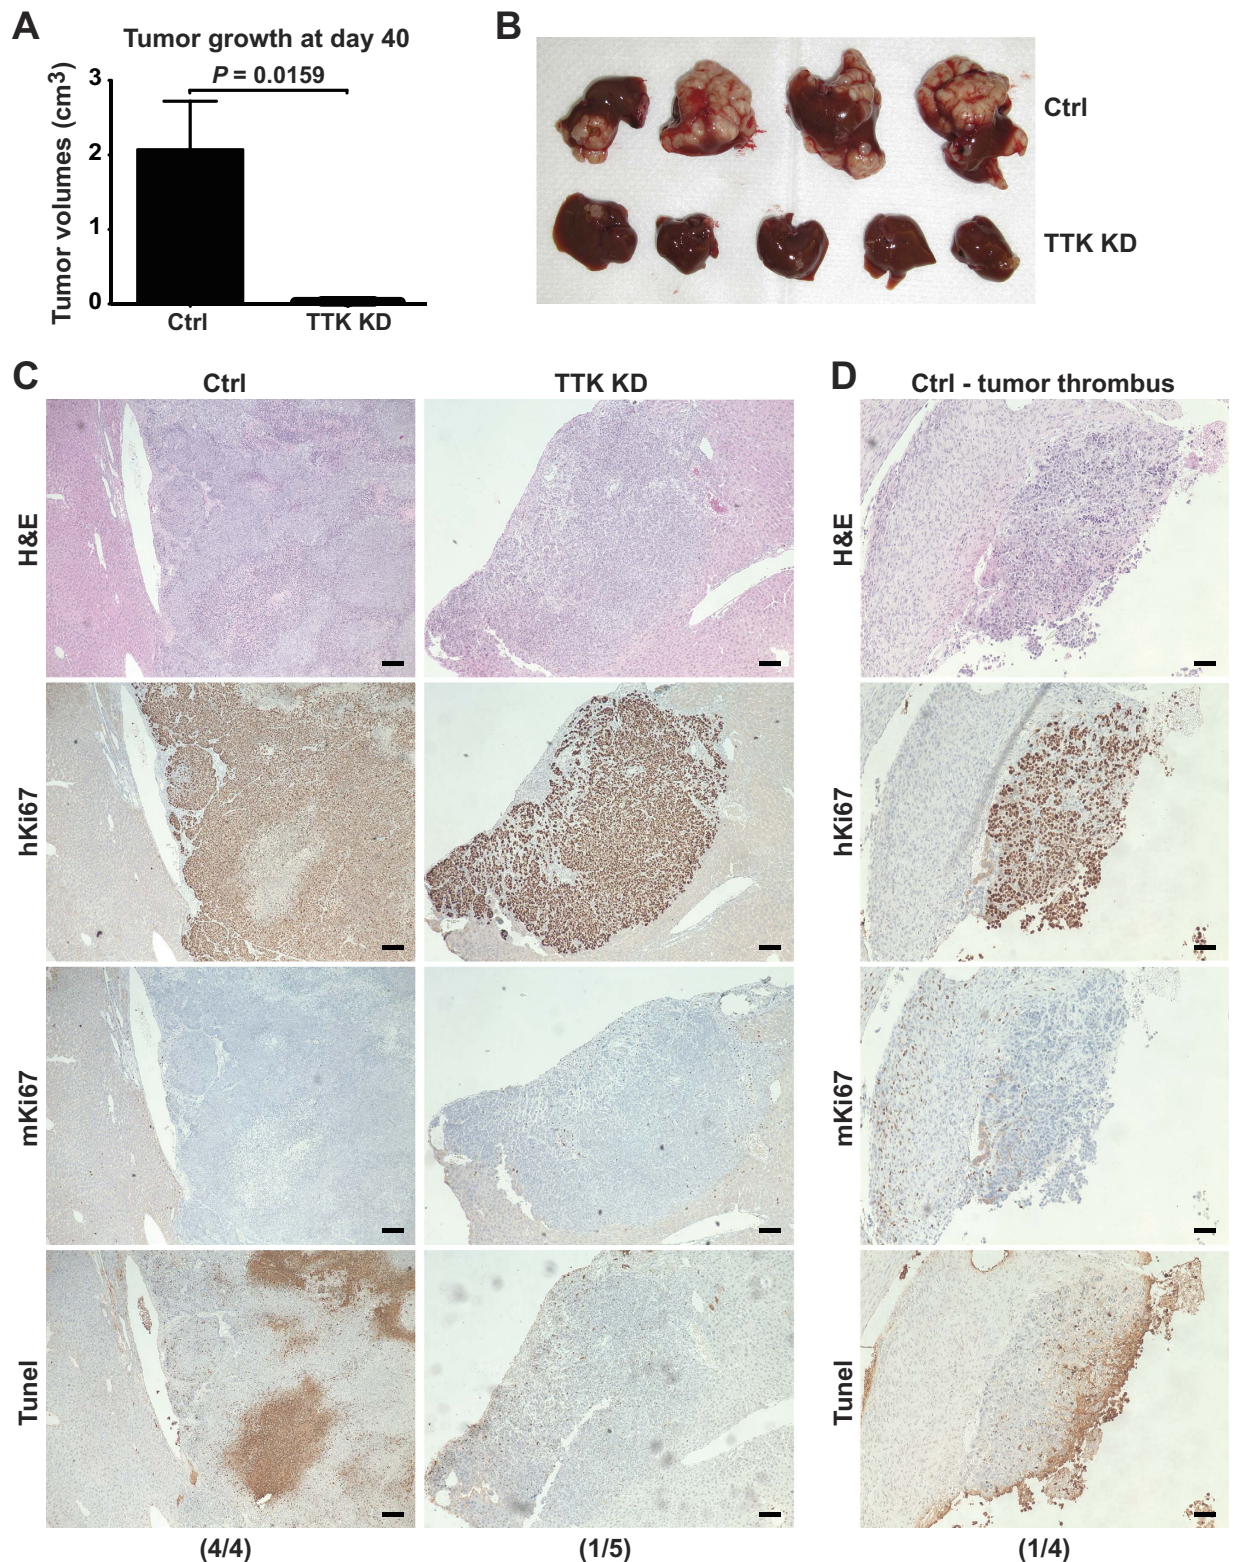 A
Tumor growth at day 40
P = 0.0159
Tumor volumes (cm3)
3
2
1
0
Ctrl
TTK KD
B
Ctrl
TTK KD
C
Ctrl
TTK KD
D
Ctrl - tumor thrombus
H&E
H&E
hKi67
hKi67
mKi67
mKi67
Tunel
Tunel
(4/4)
(1/5)
(1/4)